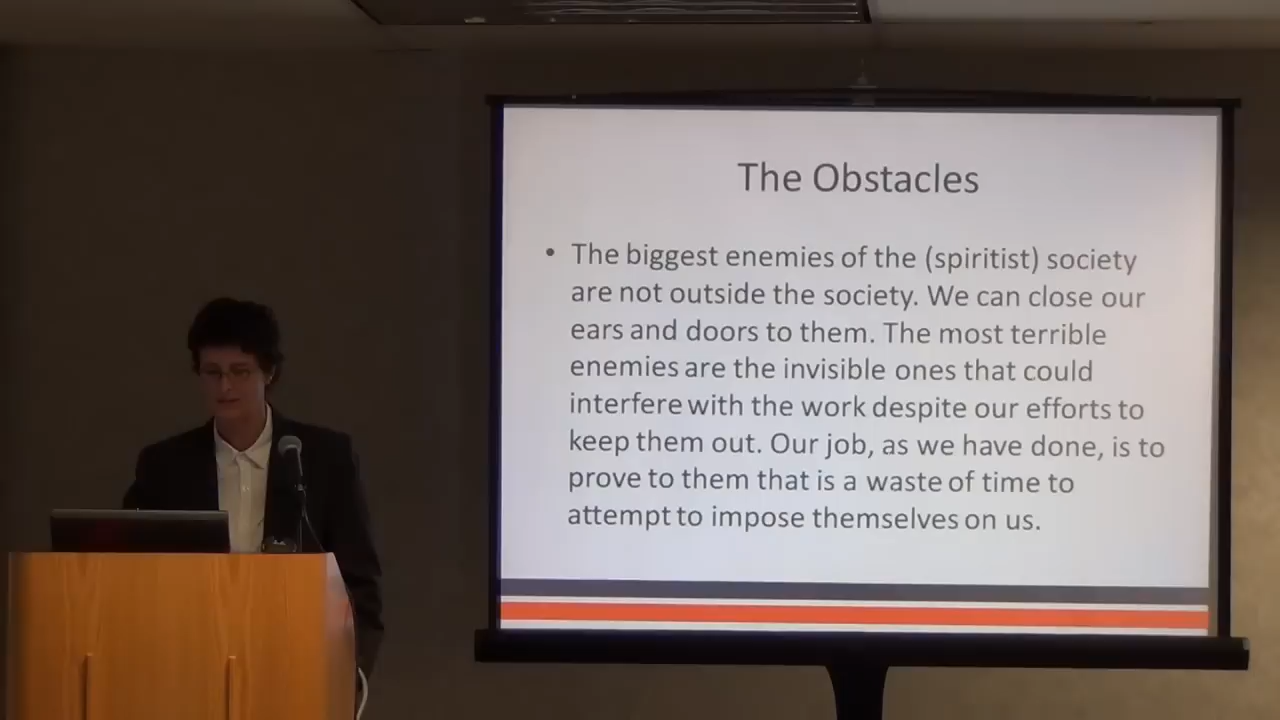 The Obstacles
• The biggest enemies of the (spiritist) society
are not outside the society. We can close our
ears and doors to them. The most terrible
enemies are the invisible ones that could
interfere with the work despite our efforts to
keep them out. Our job, as we have done, is to
prove to them that is a waste of time to
attempt to impose themselves on us.